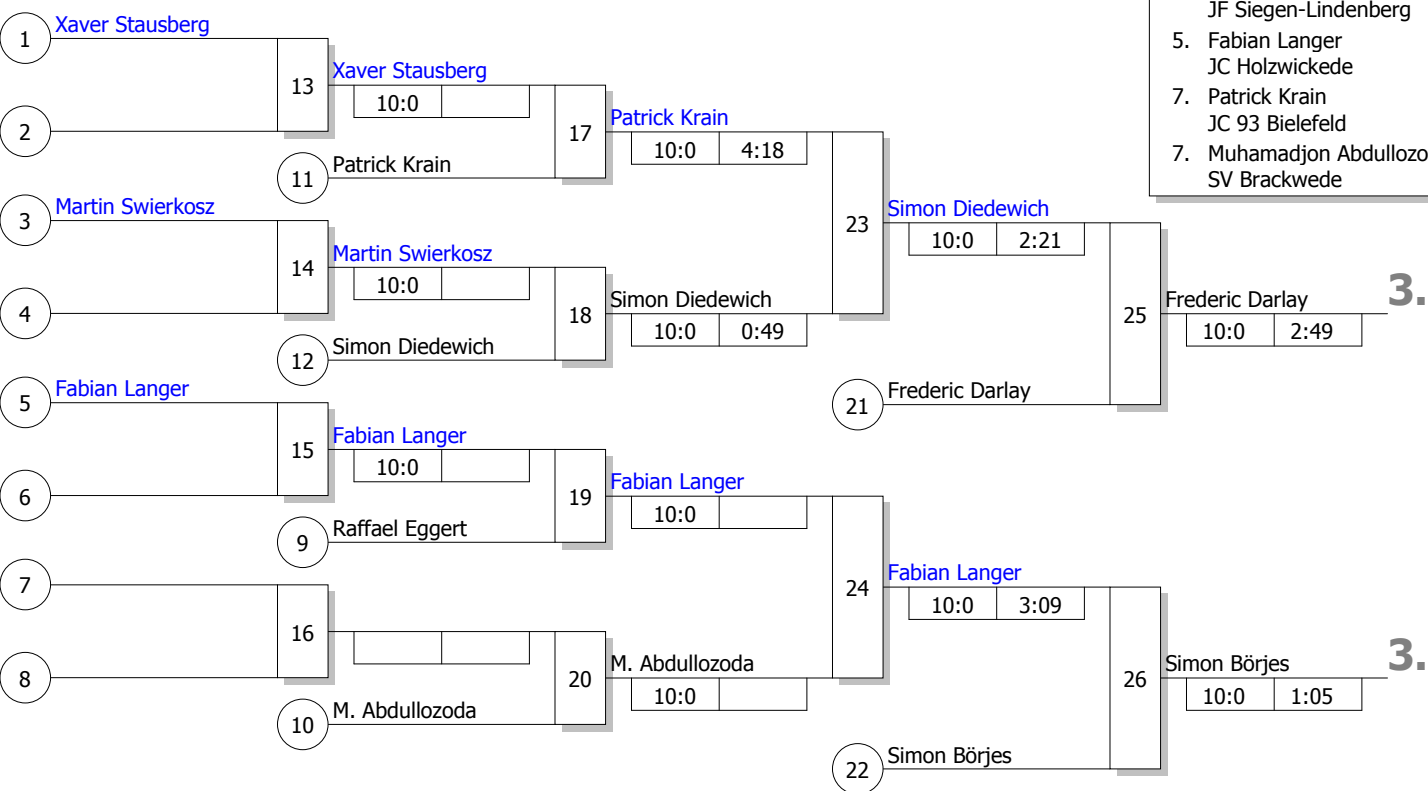 JF Siegen-Lindenberg
5. Fabian Langer
JC Holzwickede
7. Patrick Krain
JC 93 Bielefeld
7. Muhamadjon Abdullozo
SV Brackwede
1 Xaver Stausberg
2
13
Xaver Stausberg
10:0
11 Patrick Krain
17
Patrick Krain
10:0 4:18
3 Martin Swierkosz
4
14
Martin Swierkosz
10:0
12 Simon Diedewich
18
Simon Diedewich
10:0 0:49
23
Simon Diedewich
10:0 2:21
21 Frederic Darlay
25
Frederic Darlay
10:0 2:49
3.
5 Fabian Langer
6
15
Fabian Langer
10:0
9 Raffael Eggert
19
Fabian Langer
10:0
7
8
16
10 M. Abdullozoda
20
M. Abdullozoda
10:0
24
Fabian Langer
10:0 3:09
22 Simon Börjes
26
Simon Börjes
10:0 1:05
3.